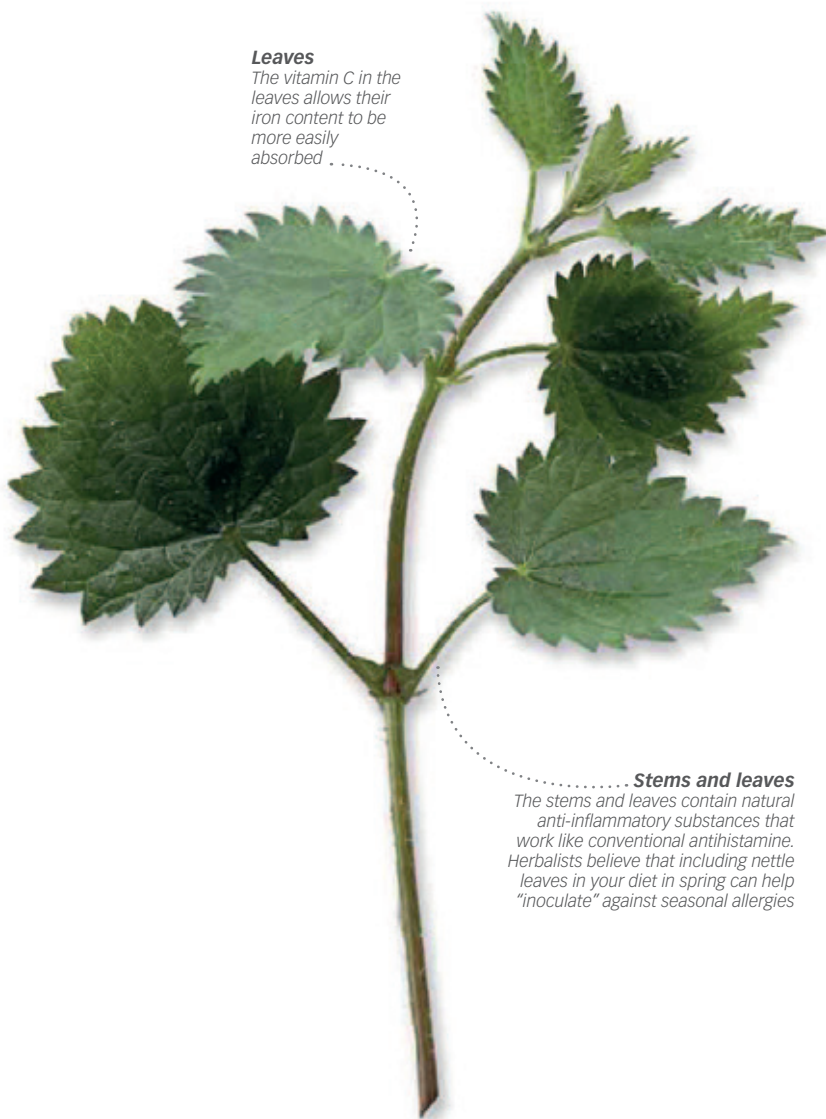 Leaves
The vitamin C in the
leaves allows their
iron content to be
more easily
absorbed
Stems and leaves
The stems and leaves contain natural
anti-inflammatory substances that
work like conventional antihistamine.
Herbalists believe that including nettle
leaves in your diet in spring can help
“inoculate” against seasonal allergies